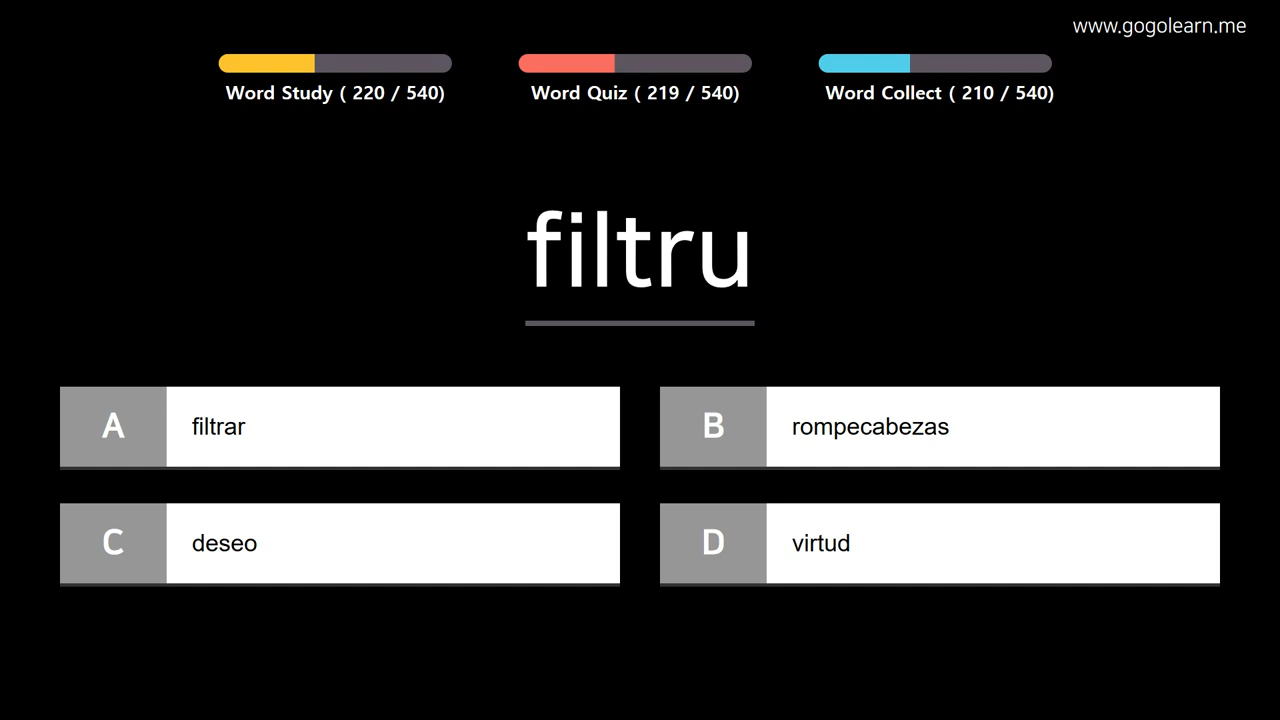 www.gogolearn.me
Word Study ( 220 / 540)
Word Quiz ( 219 / 540)
Word Collect ( 210 / 540)
filtru
A filtrar
B rompecabezas
C deseo
D virtud